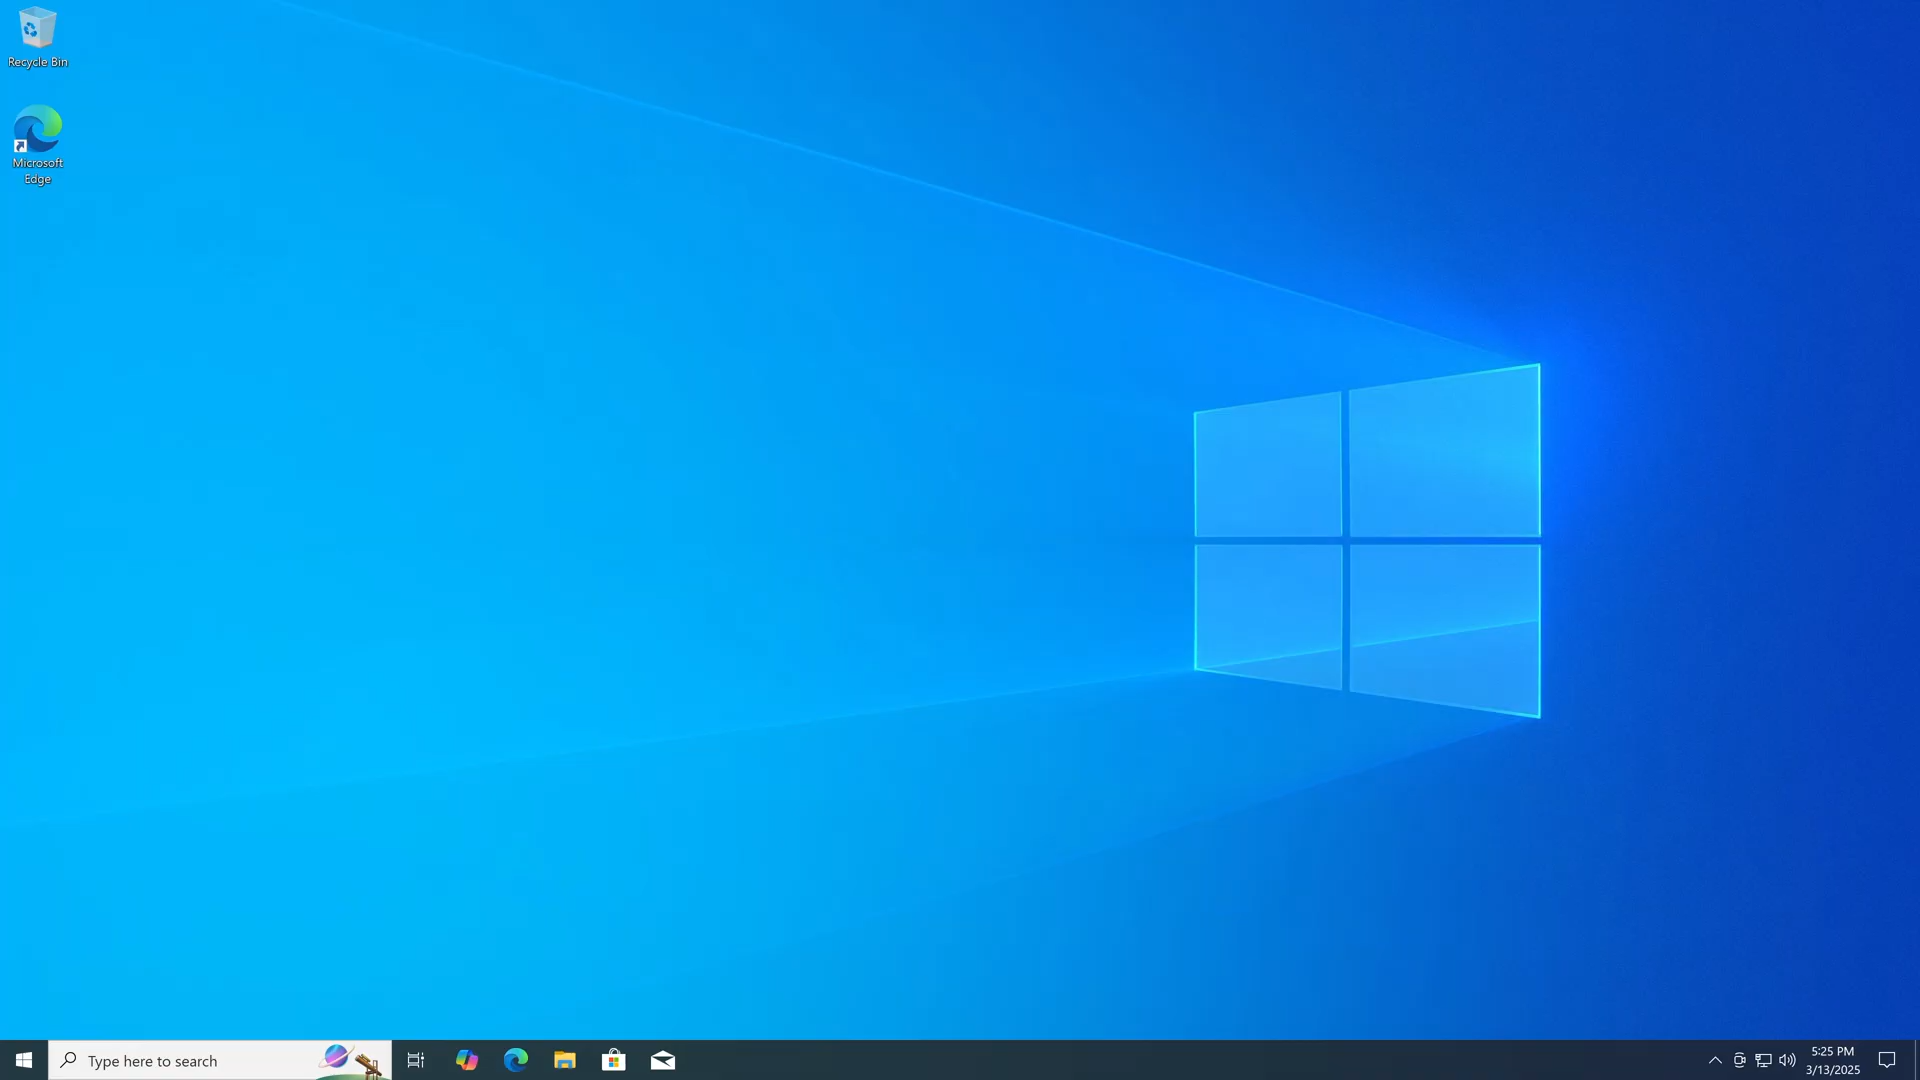 Recycle Bin
Microsoft
Edge
Type here to search
5:25 PM
3/13/2025